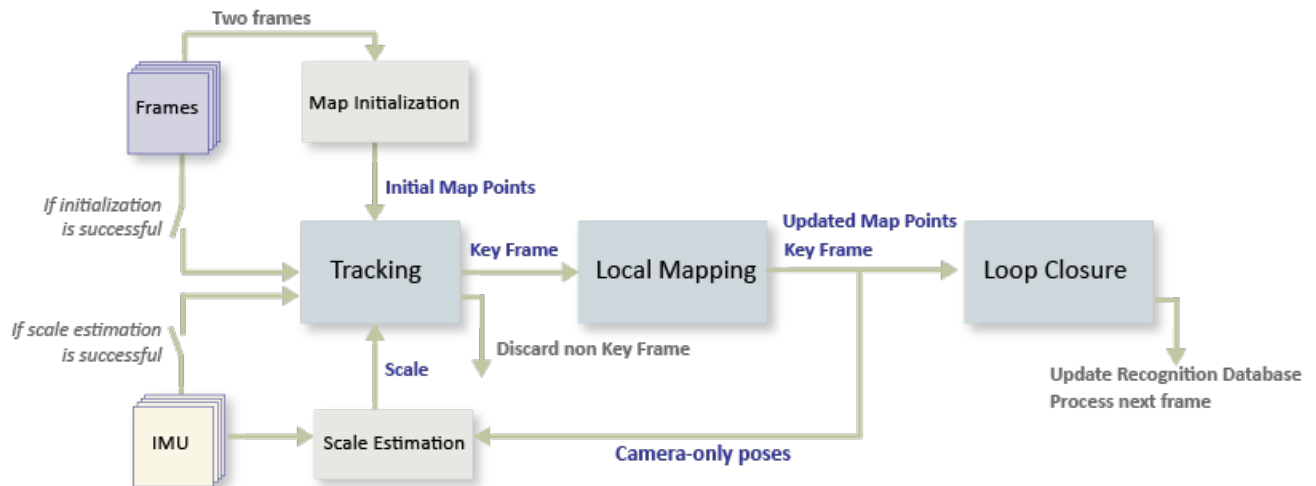 Two frames
Frames
Map Initialization
If initialization
is successful
Initial Map Points
Tracking
Key Frame
Local Mapping
Updated Map Points
Key Frame
Loop Closure
If scale estimation
is successful
Scale
Discard non Key Frame
Update Recognition Database
Process next frame
IMU
Scale Estimation
Camera-only poses